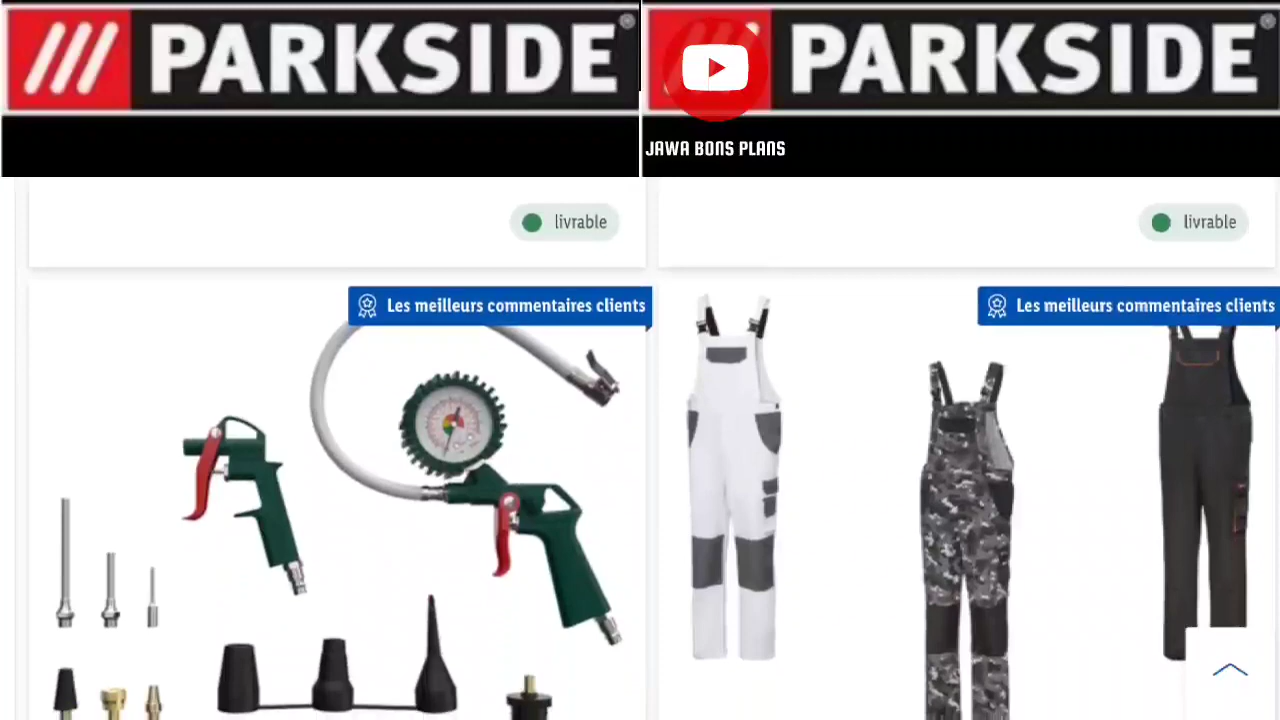 PARKSIDE®
PARKSIDE®
JAWA BONS PLANS
livrable
livrable
Les meilleurs commentaires clients
Les meilleurs commentaires clients